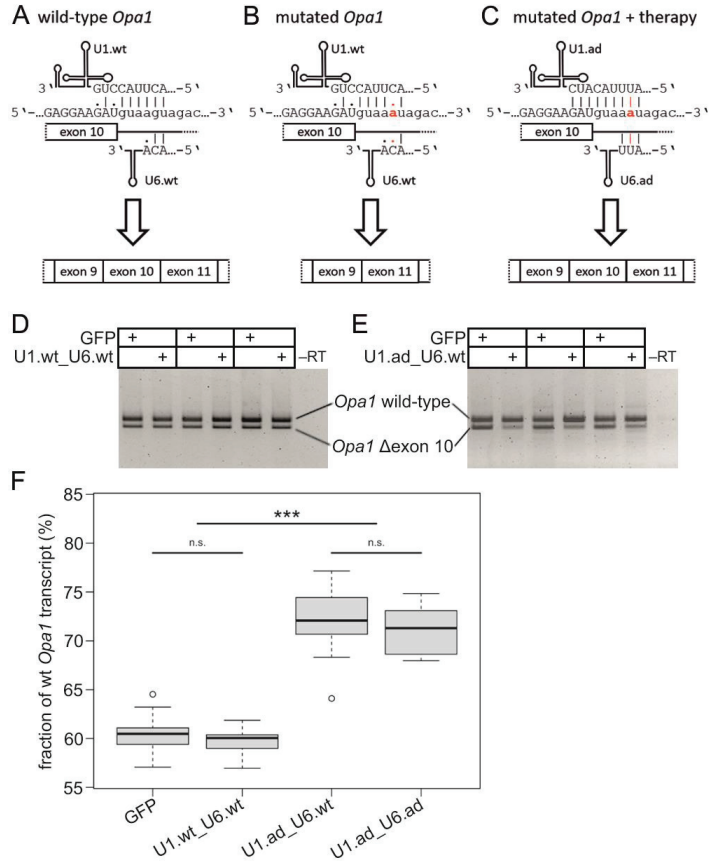 A wild-type Opa1
U1.wt
3‵ GUCCAUUCA…–5‵
5‵–…GAGGAAGAUguaaguagac…–3‵
exon 10
3‵ ACA…–5‵
U6.wt
exon 9 exon 10 exon 11
B mutated Opa1
U1.wt
3‵ GUCCAUUCA…–5‵
5‵–…GAGGAAGAUguaaauagac…–3‵
exon 10
3‵ ACA…–5‵
U6.wt
exon 9 exon 11
C mutated Opa1 + therapy
U1.ad
3‵ CUACAUUUA…–5‵
5‵–…GAGGAAGAUguaaauagac…–3‵
exon 10
3‵ UUA…–5‵
U6.ad
exon 9 exon 10 exon 11
D
GFP + + +
U1.wt_U6.wt + + + –RT
E
GFP + + +
U1.ad_U6.wt + + + –RT
Opa1 wild-type
Opa1 Δexon 10
F
fraction of wt Opa1 transcript (%)
85
80
75
70
65
60
55
***
n.s.
n.s.
GFP
U1.wt_U6.wt
U1.ad_U6.wt
U1.ad_U6.ad